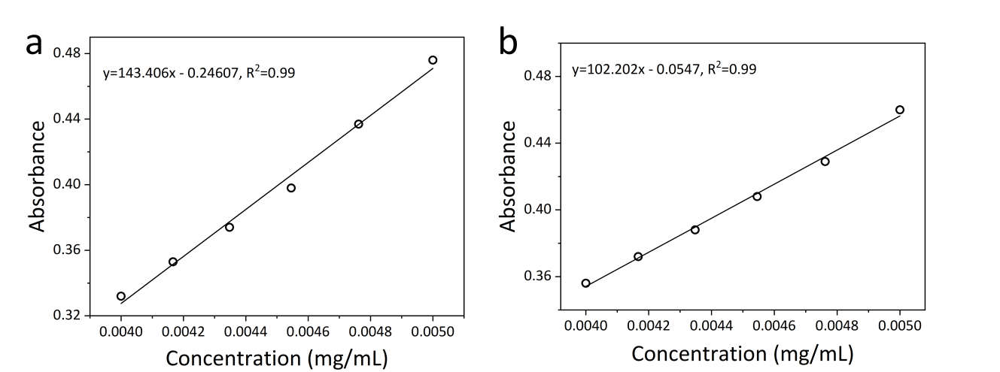 a
y=143.406x - 0.24607, R²=0.99
0.48
0.44
0.40
0.36
0.32
Absorbance
0.0040 0.0042 0.0044 0.0046 0.0048 0.0050
Concentration (mg/mL)
b
y=102.202x - 0.0547, R²=0.99
0.48
0.44
0.40
0.36
Absorbance
0.0040 0.0042 0.0044 0.0046 0.0048 0.0050
Concentration (mg/mL)